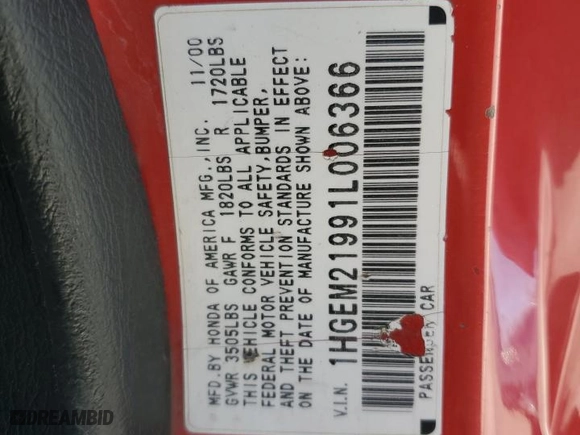 MFD.BY HONDA OF AMERICA MFG.,INC. 11/00
GVWR 3505LBS GAWR F 1820LBS R 1720LBS
THIS VEHICLE CONFORMS TO ALL APPLICABLE
FEDERAL MOTOR VEHICLE SAFETY,BUMPER,
AND THEFT PREVENTION STANDARDS IN EFFECT
ON THE DATE OF MANUFACTURE SHOWN ABOVE:
V.I.N. 1HGEM21991L006366
PASSENGER CAR
DREAMBID